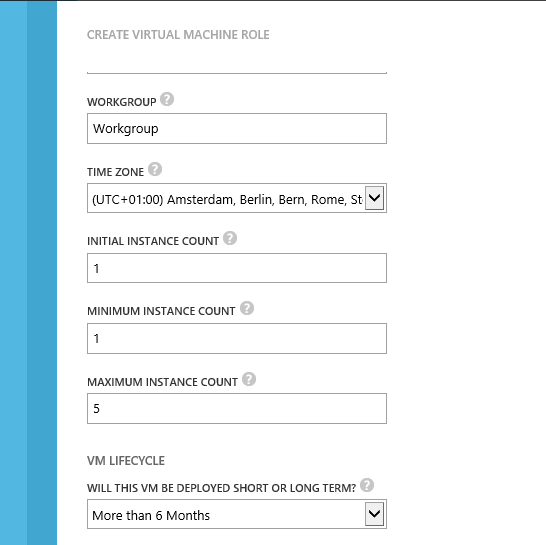 CREATE VIRTUAL MACHINE ROLE
WORKGROUP ?
Workgroup
TIME ZONE ?
(UTC+01:00) Amsterdam, Berlin, Bern, Rome, St
INITIAL INSTANCE COUNT ?
1
MINIMUM INSTANCE COUNT ?
1
MAXIMUM INSTANCE COUNT ?
5
VM LIFECYCLE
WILL THIS VM BE DEPLOYED SHORT OR LONG TERM? ?
More than 6 Months